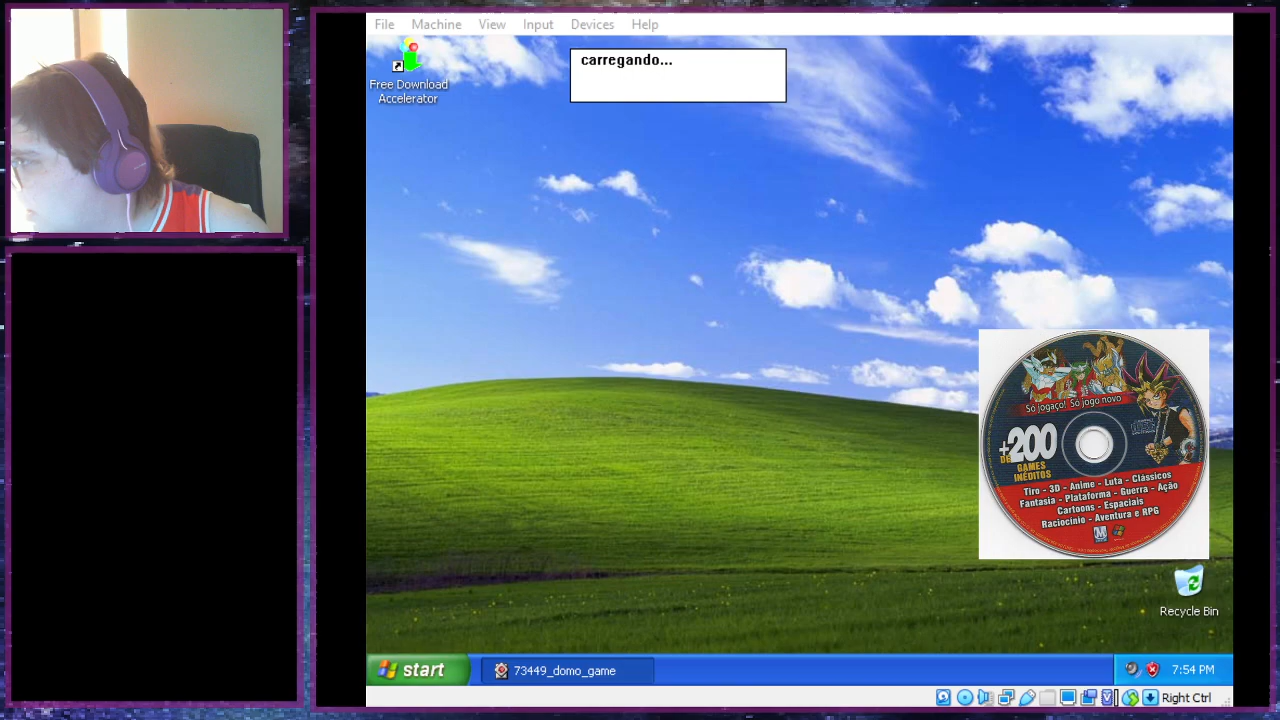 File Machine View Input Devices Help
Free Download
Accelerator
carregando...
Só jogaço! Só jogo novo
+200
DE
GAMES
INÉDITOS
Tiro - 3D - Anime - Luta - Clássicos
Fantasia - Plataforma - Guerra - Ação
Cartoons - Espaciais
Raciocínio - Aventura e RPG
Recycle Bin
start
73449_domo_game
7:54 PM
Right Ctrl